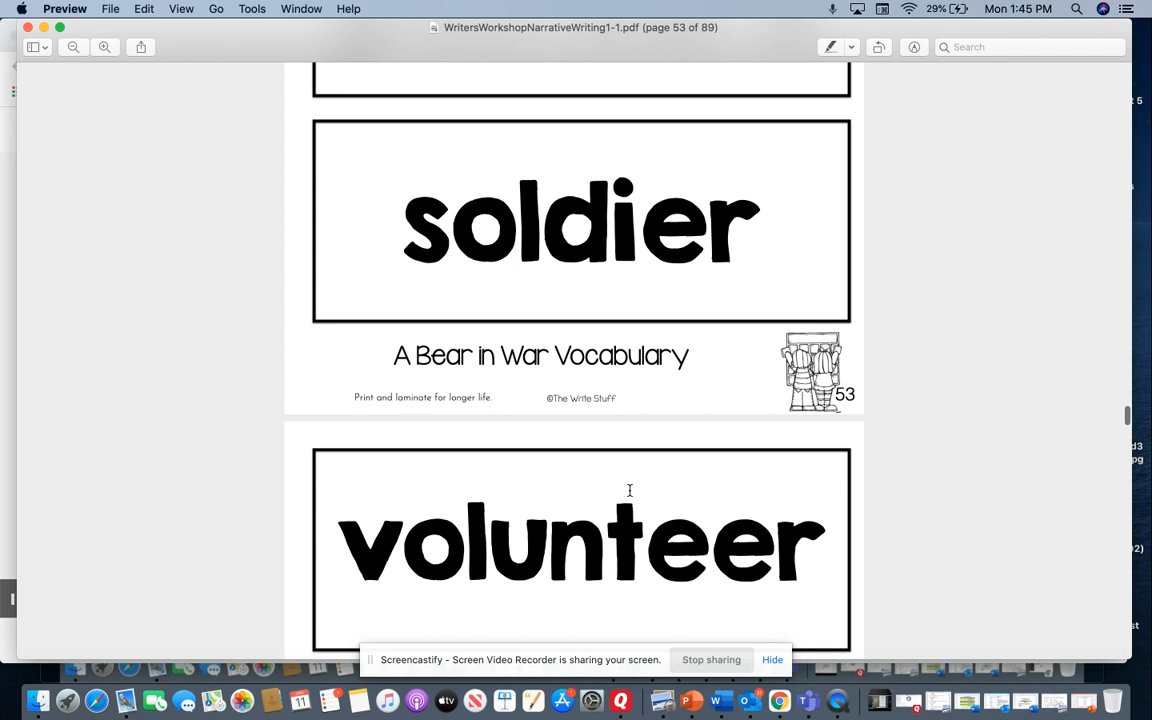 Preview File Edit View Go Tools Window Help 29% Mon 1:45 PM
WritersWorkshopNarrativeWriting1-1.pdf (page 53 of 89)
Search
soldier
A Bear in War Vocabulary
53
Print and laminate for longer life. ©The Write Stuff
volunteer
Screencastify - Screen Video Recorder is sharing your screen. Stop sharing Hide